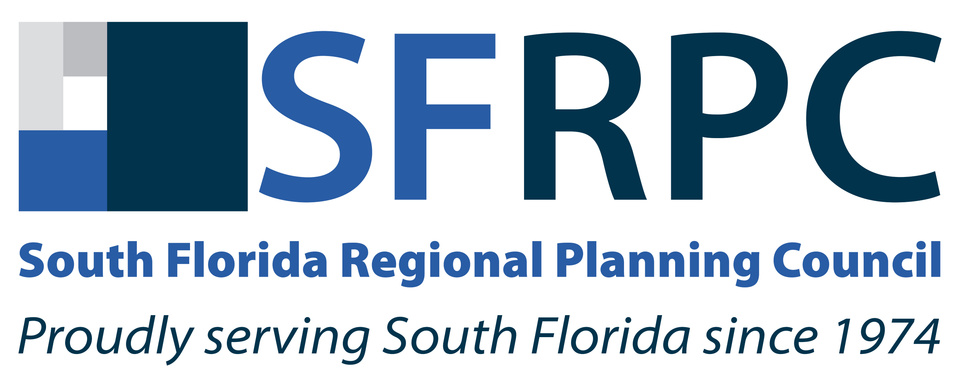 SFRPC
South Florida Regional Planning Council
Proudly serving South Florida since 1974